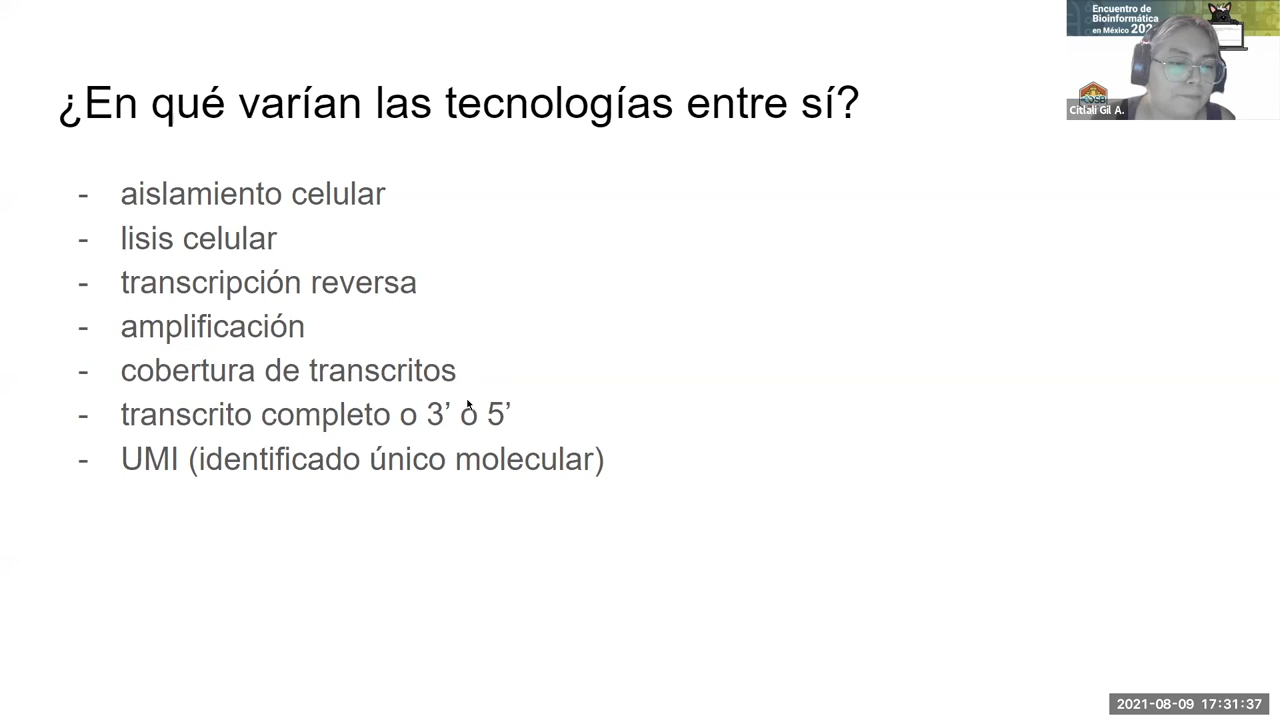 ¿En qué varían las tecnologías entre sí?
- aislamiento celular
- lisis celular
- transcripción reversa
- amplificación
- cobertura de transcritos
- transcrito completo o 3’ o 5’
- UMI (identificado único molecular)
Encuentro de
Bioinformática
en México 202
Citlali Gil A.
2021-08-09 17:31:37